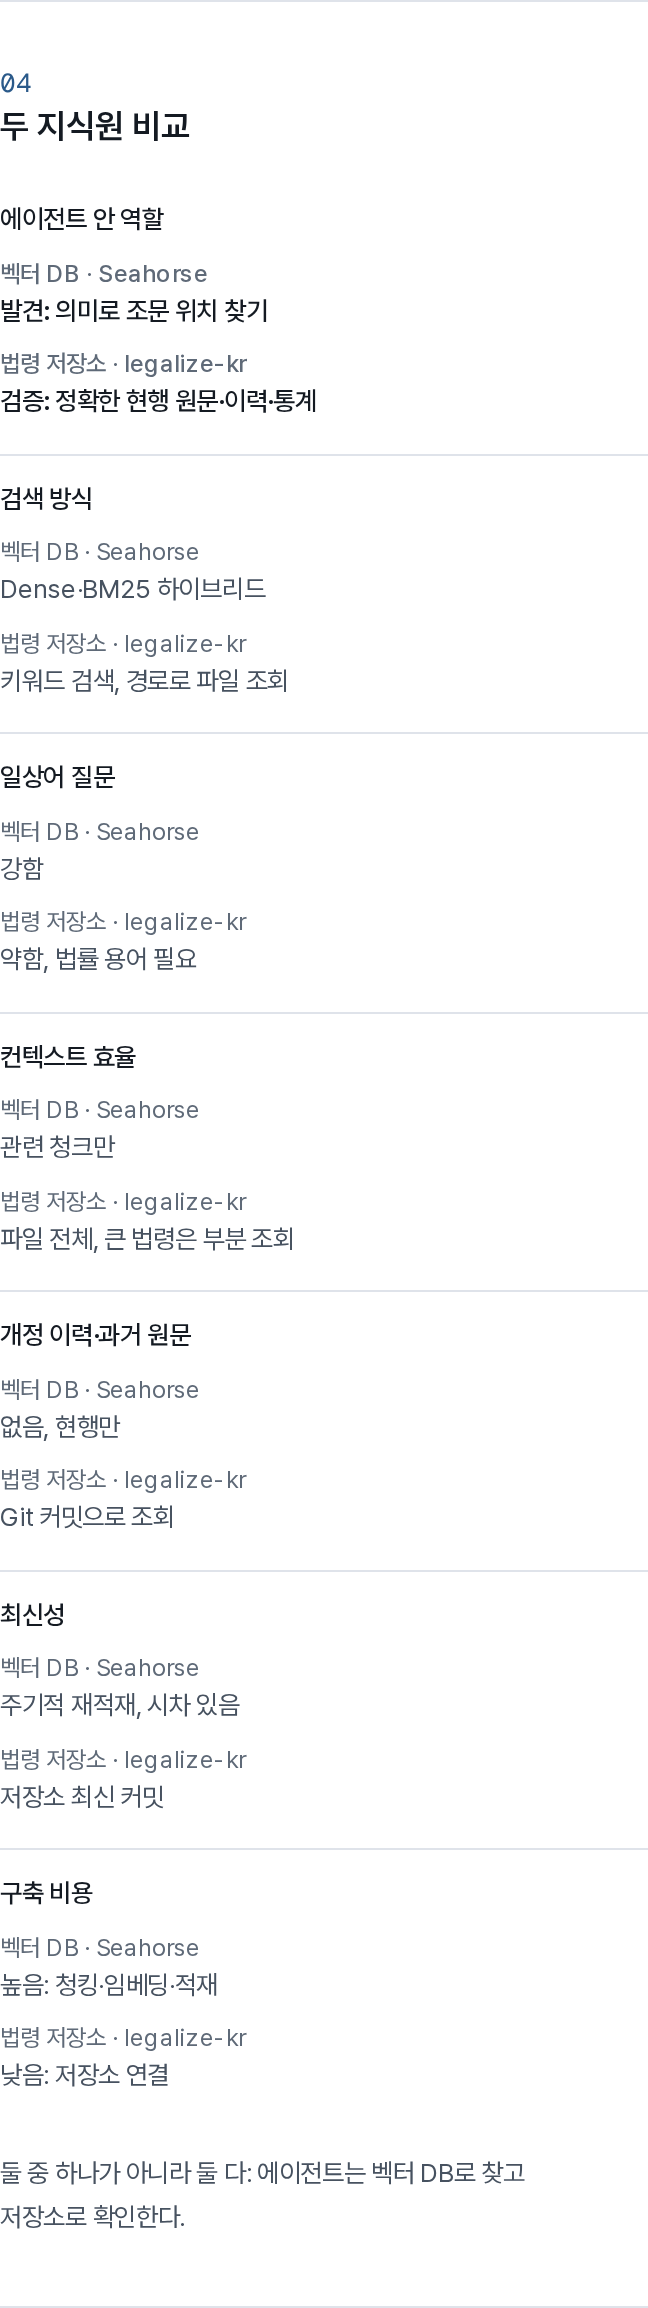 04
두 지식원 비교
에이전트 안 역할
벡터 DB · Seahorse
발견: 의미로 조문 위치 찾기
법령 저장소 · legalize-kr
검증: 정확한 현행 원문·이력·통계
검색 방식
벡터 DB · Seahorse
Dense·BM25 하이브리드
법령 저장소 · legalize-kr
키워드 검색, 경로로 파일 조회
일상어 질문
벡터 DB · Seahorse
강함
법령 저장소 · legalize-kr
약함, 법률 용어 필요
컨텍스트 효율
벡터 DB · Seahorse
관련 청크만
법령 저장소 · legalize-kr
파일 전체, 큰 법령은 부분 조회
개정 이력·과거 원문
벡터 DB · Seahorse
없음, 현행만
법령 저장소 · legalize-kr
Git 커밋으로 조회
최신성
벡터 DB · Seahorse
주기적 재적재, 시차 있음
법령 저장소 · legalize-kr
저장소 최신 커밋
구축 비용
벡터 DB · Seahorse
높음: 청킹·임베딩·적재
법령 저장소 · legalize-kr
낮음: 저장소 연결
둘 중 하나가 아니라 둘 다: 에이전트는 벡터 DB로 찾고
저장소로 확인한다.